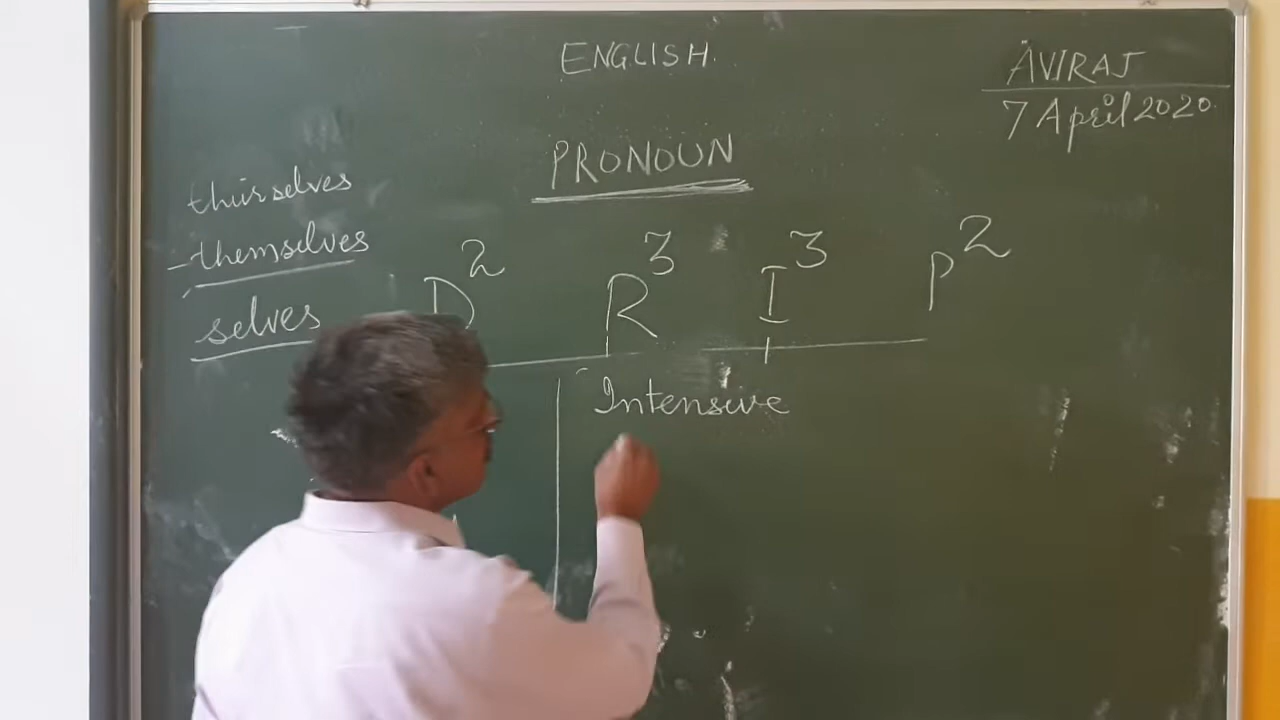 ENGLISH.
AVIRAJ
7 April 2020.
PRONOUN
thirselves
themselves
selves
D² R³ I³ P²
Intensive